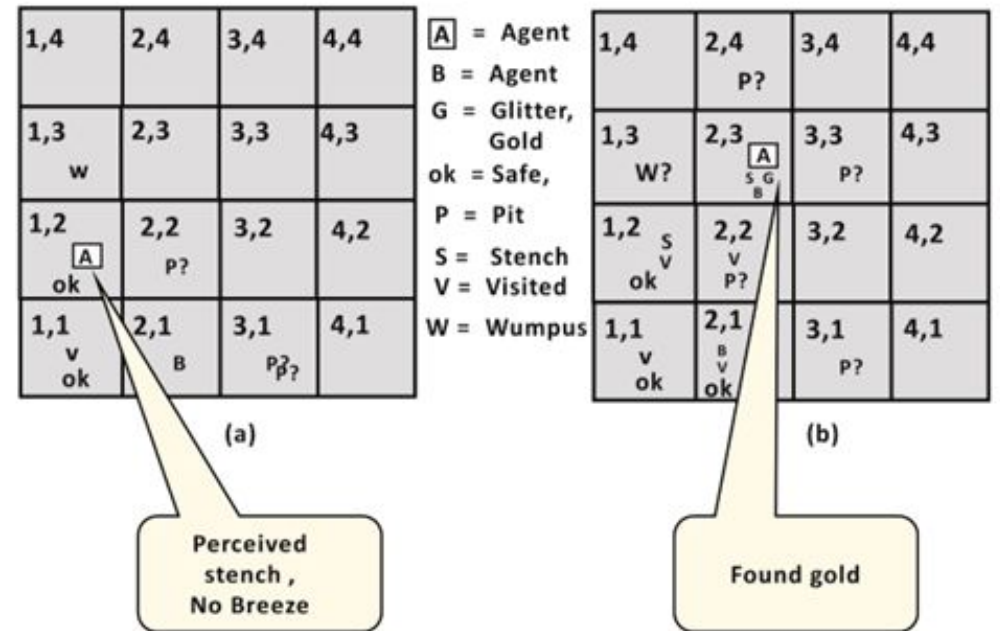 1,4 2,4 3,4 4,4
1,3 2,3 3,3 4,3
w
1,2 2,2 3,2 4,2
A
P?
ok
1,1 2,1 3,1 4,1
v
ok
B
P?
P?
(a)
Perceived
stench ,
No Breeze
A = Agent
B = Agent
G = Glitter,
Gold
ok = Safe,
P = Pit
S = Stench
V = Visited
W = Wumpus
1,4 2,4 3,4 4,4
P?
1,3 2,3 3,3 4,3
A
W?
S G
B
P?
1,2 2,2 3,2 4,2
S
V
ok
V
P?
1,1 2,1 3,1 4,1
v
ok
B
V
ok
P?
(b)
Found gold